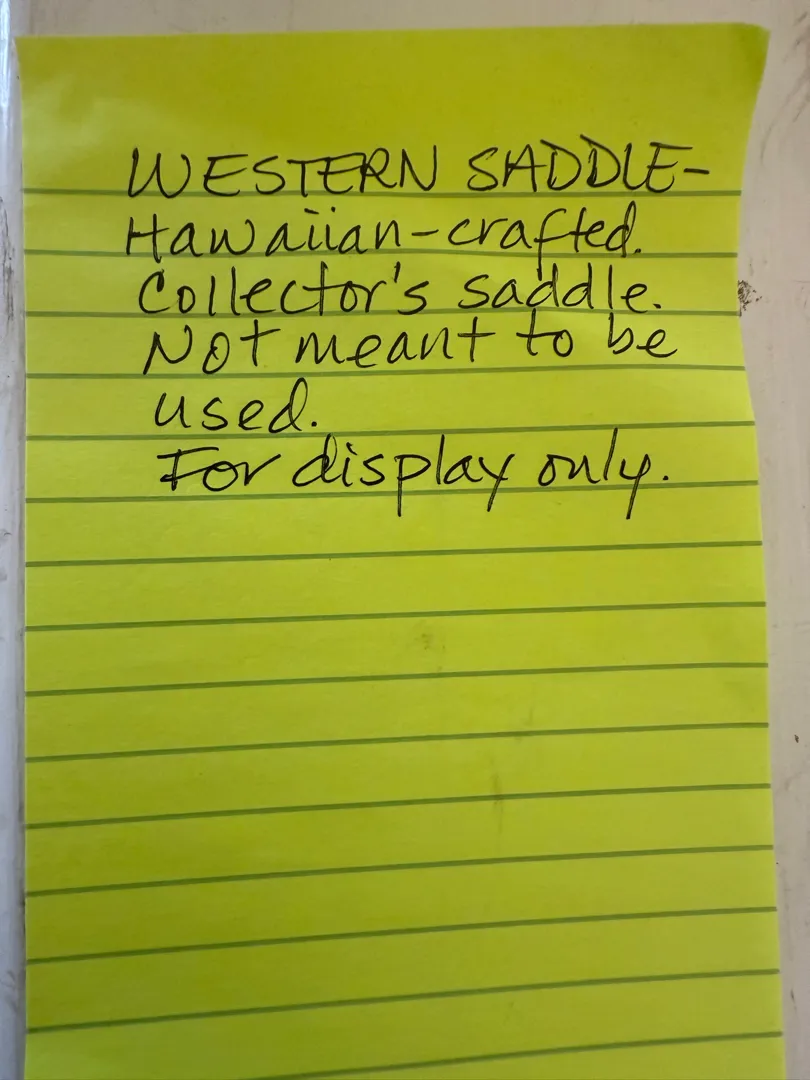 WESTERN SADDLE-
Hawaiian-crafted.
Collector's saddle.
Not meant to be
used.
For display only.